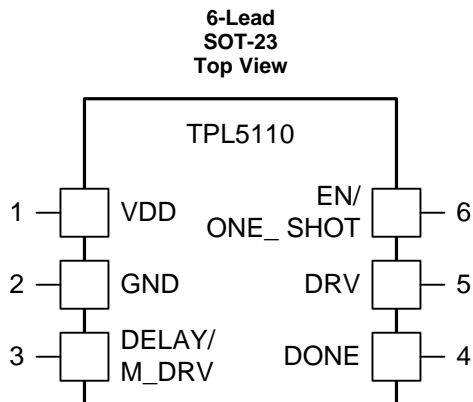 6-Lead
SOT-23
Top View
TPL5110
1 VDD EN/ 6
ONE_ SHOT
2 GND DRV 5
3 DELAY/ DONE 4
M_DRV